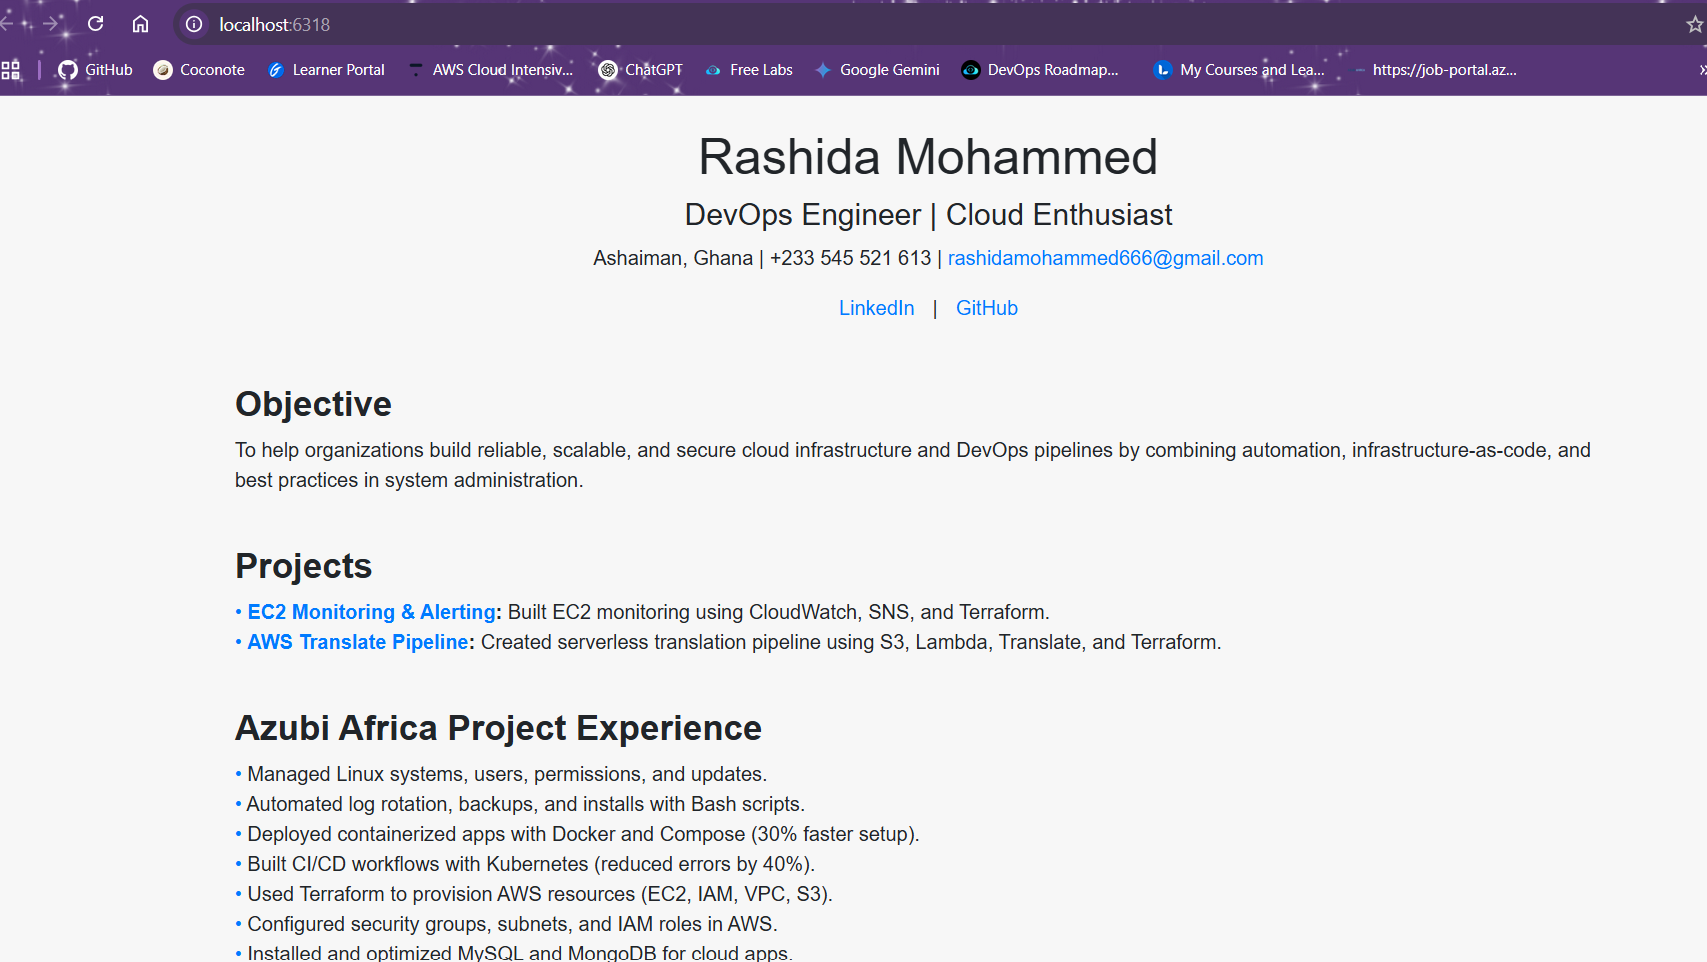 localhost:6318
GitHub Coconote Learner Portal AWS Cloud Intensiv... ChatGPT Free Labs Google Gemini DevOps Roadmap... My Courses and Lea... https://job-portal.az...
Rashida Mohammed
DevOps Engineer | Cloud Enthusiast
Ashaiman, Ghana | +233 545 521 613 | rashidamohammed666@gmail.com
LinkedIn | GitHub
Objective
To help organizations build reliable, scalable, and secure cloud infrastructure and DevOps pipelines by combining automation, infrastructure-as-code, and
best practices in system administration.
Projects
• EC2 Monitoring & Alerting: Built EC2 monitoring using CloudWatch, SNS, and Terraform.
• AWS Translate Pipeline: Created serverless translation pipeline using S3, Lambda, Translate, and Terraform.
Azubi Africa Project Experience
• Managed Linux systems, users, permissions, and updates.
• Automated log rotation, backups, and installs with Bash scripts.
• Deployed containerized apps with Docker and Compose (30% faster setup).
• Built CI/CD workflows with Kubernetes (reduced errors by 40%).
• Used Terraform to provision AWS resources (EC2, IAM, VPC, S3).
• Configured security groups, subnets, and IAM roles in AWS.
• Installed and optimized MySQL and MongoDB for cloud apps.